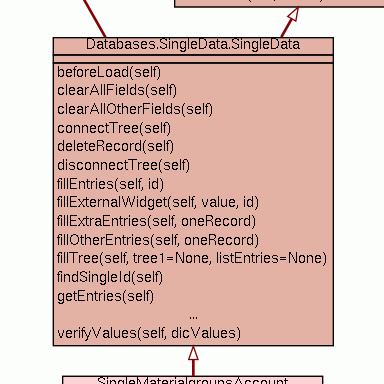 Databases.SingleData.SingleData
beforeLoad(self)
clearAllFields(self)
clearAllOtherFields(self)
connectTree(self)
deleteRecord(self)
disconnectTree(self)
fillEntries(self, id)
fillExternalWidget(self, value, id)
fillExtraEntries(self, oneRecord)
fillOtherEntries(self, oneRecord)
fillTree(self, tree1=None, listEntries=None)
findSingleId(self)
getEntries(self)
...
verifyValues(self, dicValues)
SingleMaterialgroupsAccount